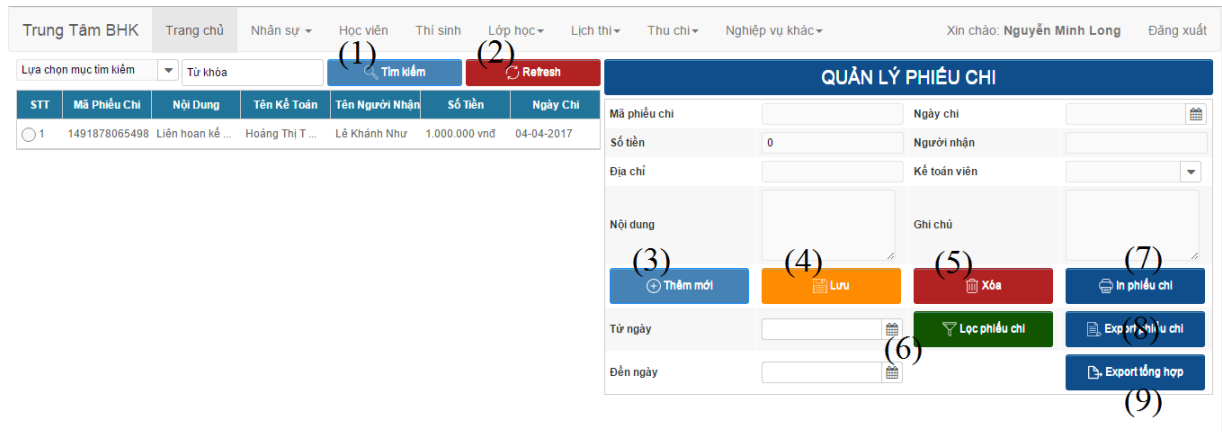 Trung Tâm BHK Trang chủ Nhân sự Học viên Thí sinh Lớp học Lịch thi Thu chi Nghiệp vụ khác Xin chào: Nguyễn Minh Long Đăng xuất
(1) (2)
Lựa chọn mục tìm kiếm Từ khóa Tìm kiếm Refresh
QUẢN LÝ PHIẾU CHI
STT Mã Phiếu Chi Nội Dung Tên Kế Toán Tên Người Nhận Số Tiền Ngày Chi
1 1491878065498 Liên hoan kế ... Hoàng Thị T ... Lê Khánh Như 1.000.000 vnđ 04-04-2017
Mã phiếu chi Ngày chi
Số tiền 0 Người nhận
Địa chỉ Kế toán viên
Nội dung Ghi chú
(3) (4) (5) (7)
Thêm mới Lưu Xóa In phiếu chi
Từ ngày Lọc phiếu chi Export phiếu chi
(6) (8)
Đến ngày Export tổng hợp
(9)